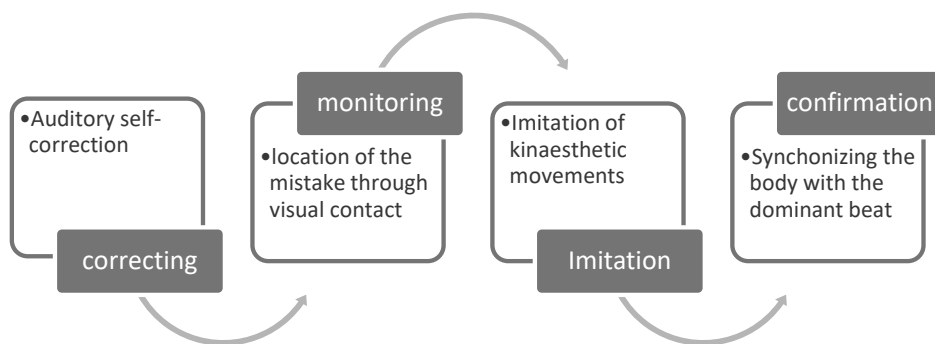 •Auditory self-
correction
correcting
monitoring
•location of the
mistake through
visual contact
•Imitation of
kinaesthetic
movements
Imitation
confirmation
•Synchonizing the
body with the
dominant beat